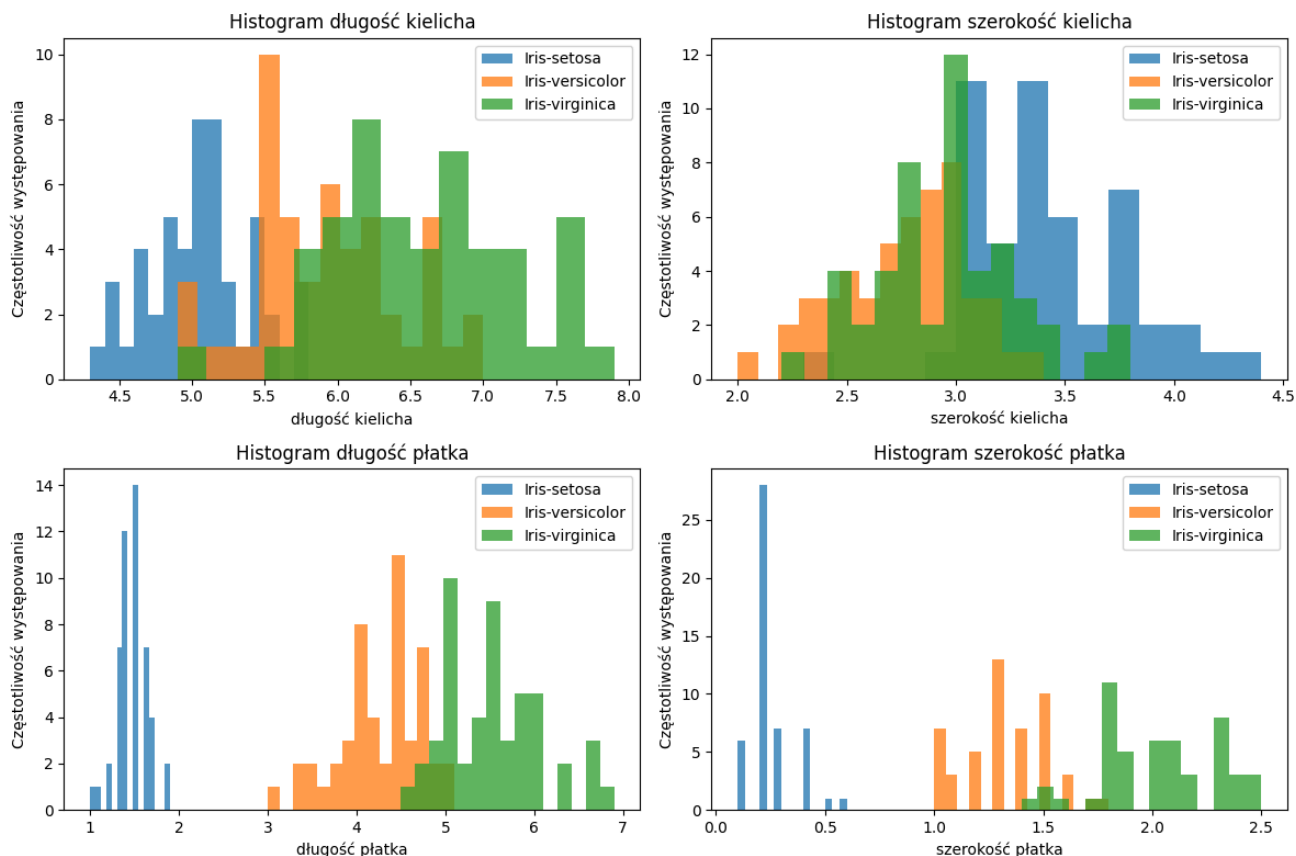 Histogram długość kielicha
Częstotliwość występowania
10
8
6
4
2
0
Iris-setosa
Iris-versicolor
Iris-virginica
4.5 5.0 5.5 6.0 6.5 7.0 7.5 8.0
długość kielicha
Histogram szerokość kielicha
Częstotliwość występowania
12
10
8
6
4
2
0
Iris-setosa
Iris-versicolor
Iris-virginica
2.0 2.5 3.0 3.5 4.0 4.5
szerokość kielicha
Histogram długość płatka
Częstotliwość występowania
14
12
10
8
6
4
2
0
Iris-setosa
Iris-versicolor
Iris-virginica
1 2 3 4 5 6 7
długość płatka
Histogram szerokość płatka
Częstotliwość występowania
25
20
15
10
5
0
Iris-setosa
Iris-versicolor
Iris-virginica
0.0 0.5 1.0 1.5 2.0 2.5
szerokość płatka